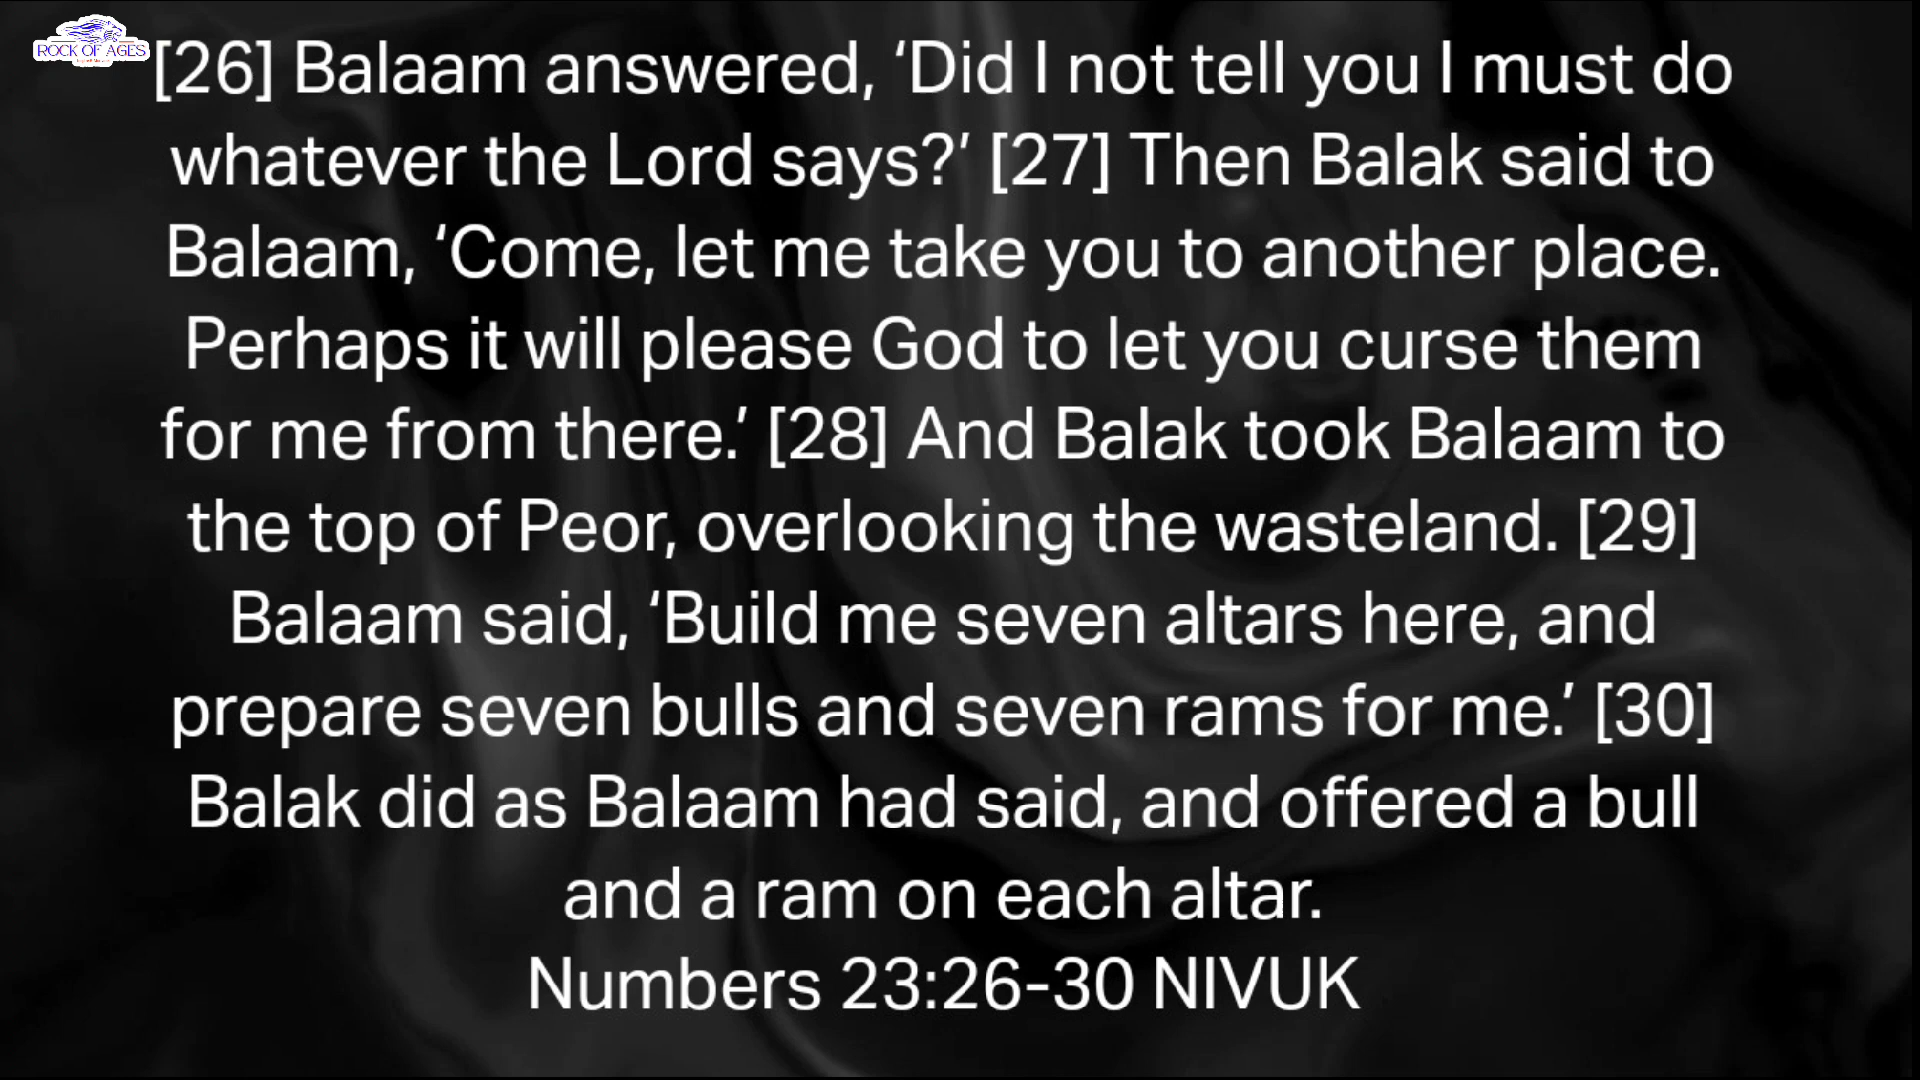 ROCK OF AGES
[26] Balaam answered, ‘Did I not tell you I must do
whatever the Lord says?’ [27] Then Balak said to
Balaam, ‘Come, let me take you to another place.
Perhaps it will please God to let you curse them
for me from there.’ [28] And Balak took Balaam to
the top of Peor, overlooking the wasteland. [29]
Balaam said, ‘Build me seven altars here, and
prepare seven bulls and seven rams for me.’ [30]
Balak did as Balaam had said, and offered a bull
and a ram on each altar.
Numbers 23:26-30 NIVUK